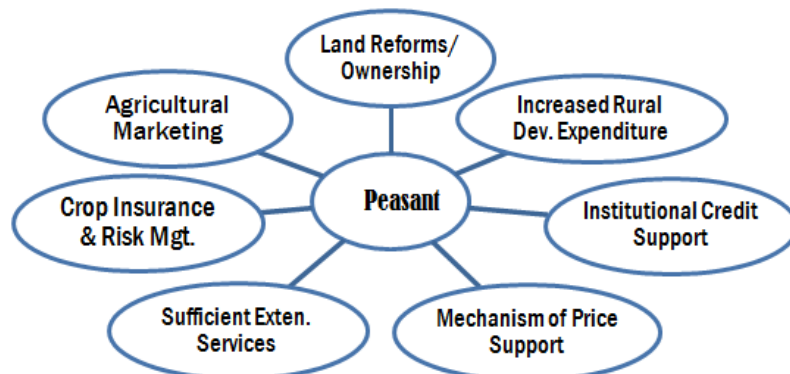 Land Reforms/
Ownership
Agricultural
Marketing
Increased Rural
Dev. Expenditure
Peasant
Crop Insurance
& Risk Mgt.
Institutional Credit
Support
Sufficient Exten.
Services
Mechanism of Price
Support